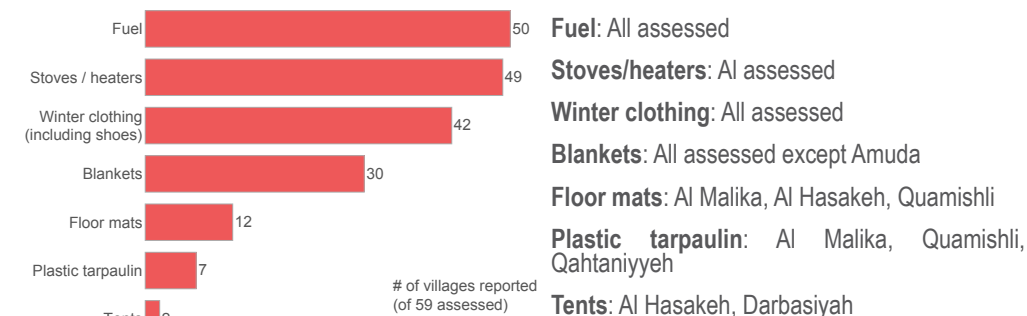 Fuel
50
Stoves / heaters
49
Winter clothing
(including shoes)
42
Blankets
30
Floor mats
12
Plastic tarpaulin
7
Tents
# of villages reported
(of 59 assessed)
Fuel: All assessed
Stoves/heaters: Al assessed
Winter clothing: All assessed
Blankets: All assessed except Amuda
Floor mats: Al Malika, Al Hasakeh, Quamishli
Plastic tarpaulin: Al Malika, Quamishli,
Qahtaniyyeh
Tents: Al Hasakeh, Darbasiyah